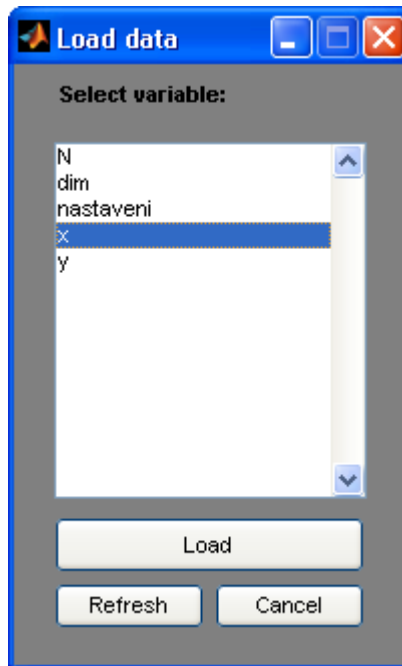 Load data
Select variable:
N
dim
nastaveni
x
y
Load
Refresh Cancel